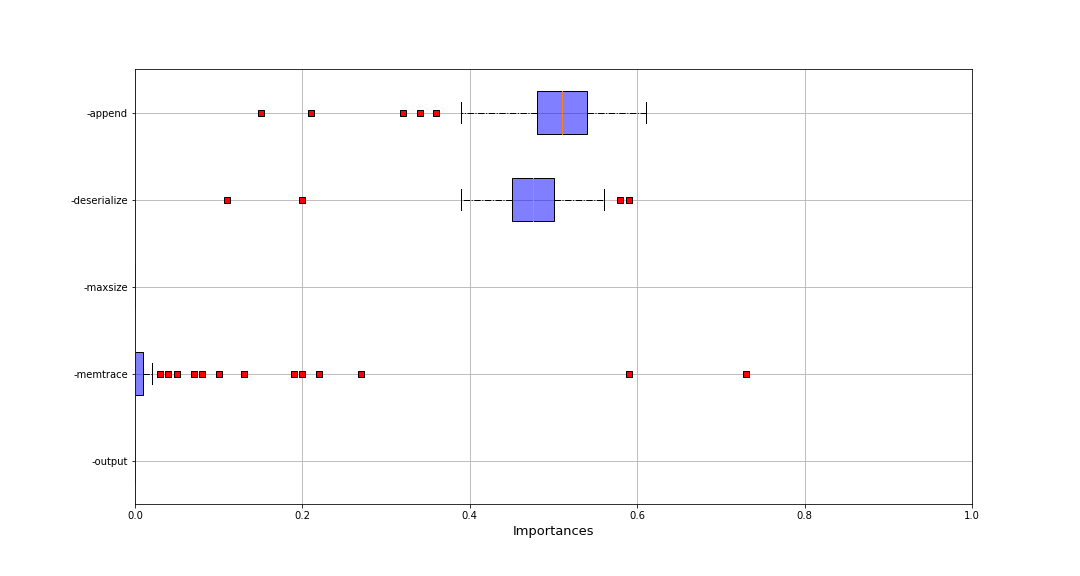 -append
-deserialize
-maxsize
-memtrace
-output
0.0 0.2 0.4 0.6 0.8 1.0
Importances